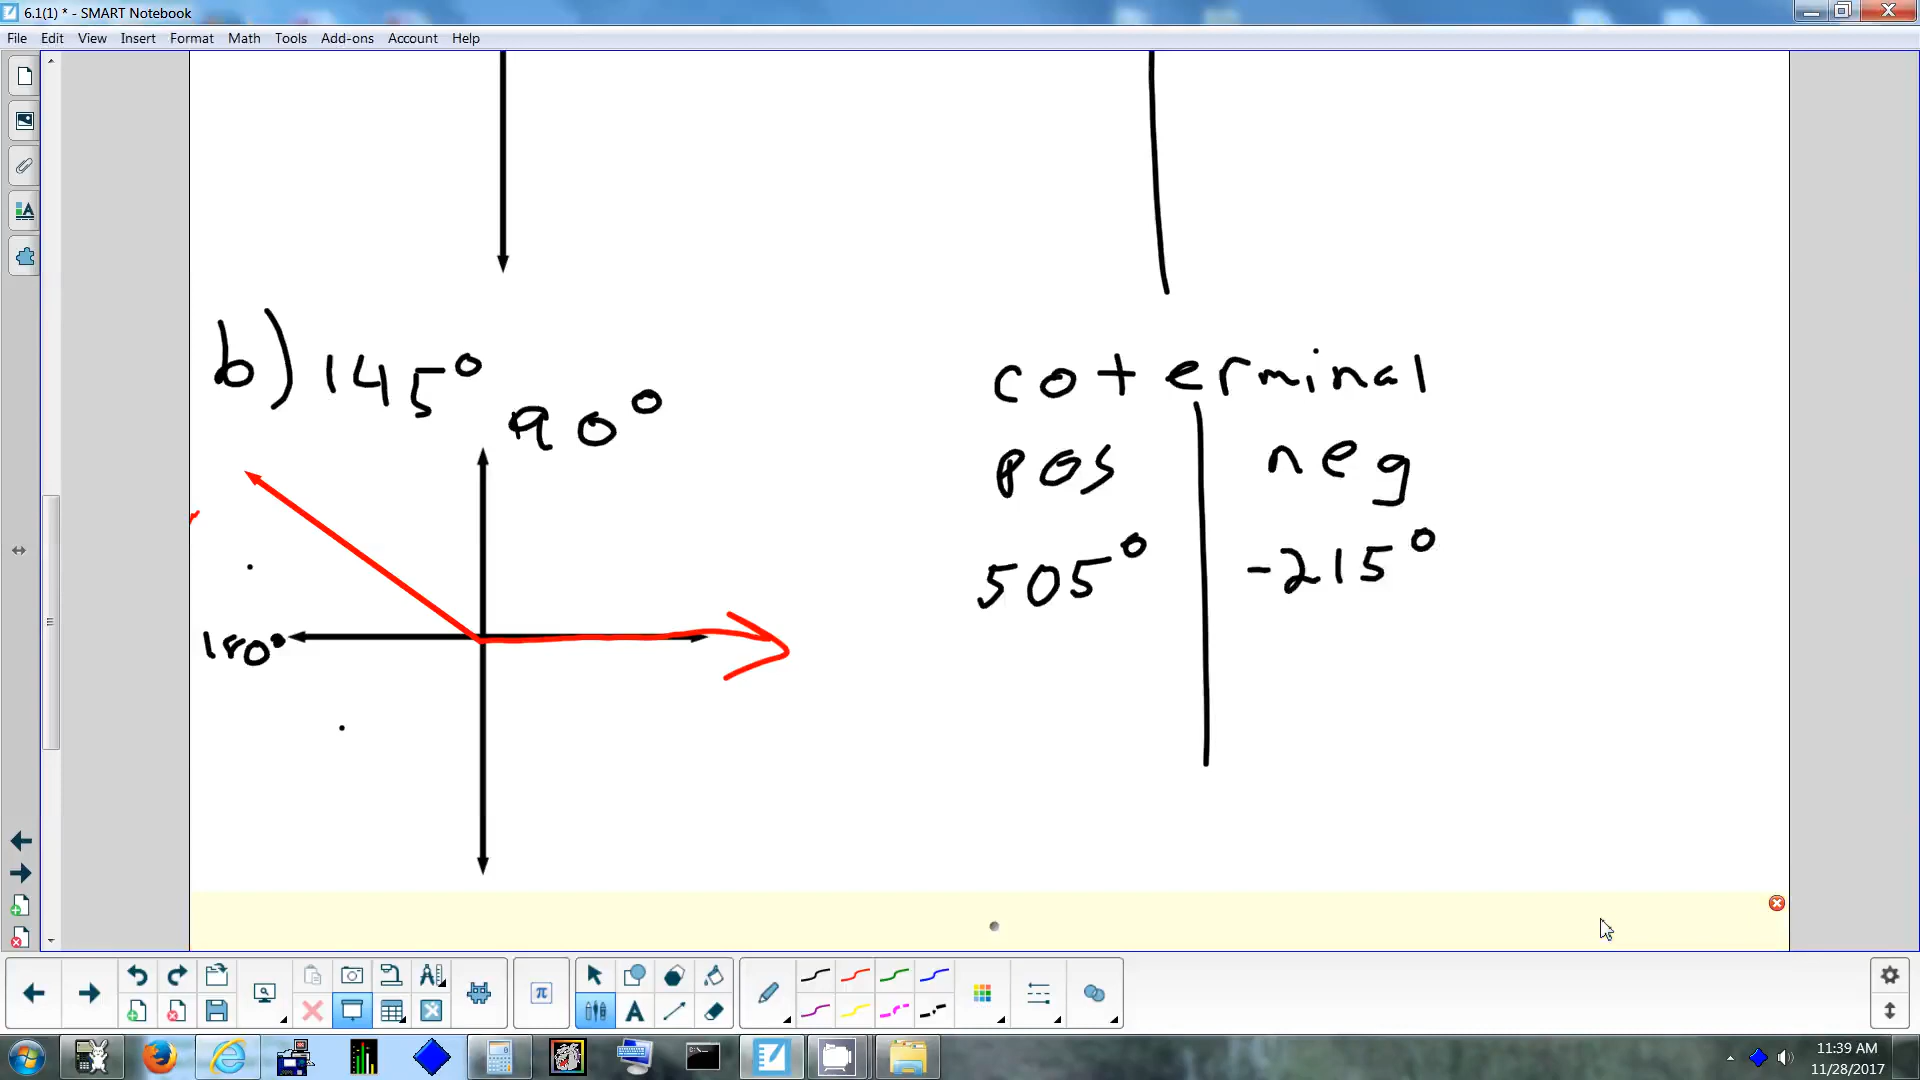 6.1(1) * - SMART Notebook
File Edit View Insert Format Math Tools Add-ons Account Help
b) 145°
90°
180°
coterminal
pos neg
505° -215°
π
A
11:39 AM
11/28/2017